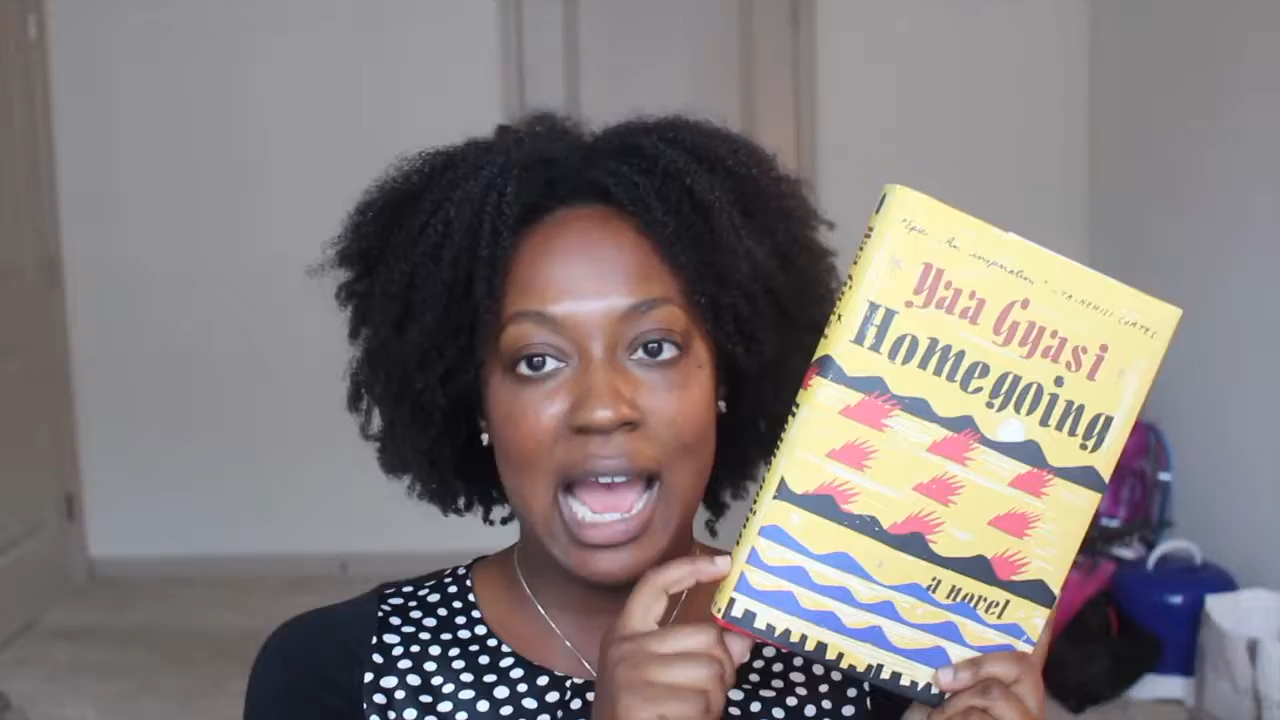 "Epic. An inspiration." —TA-NEHISI COATES
Yaa Gyasi
Homegoing
a novel